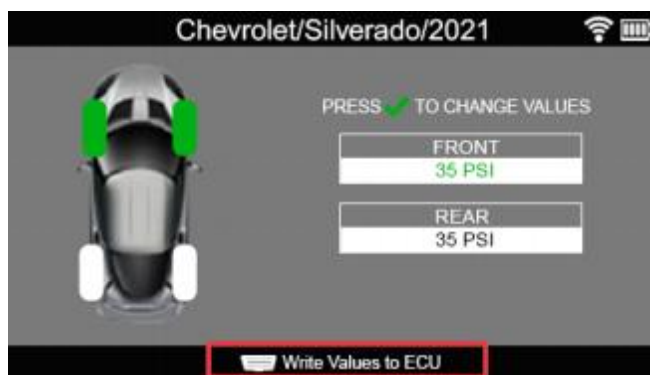 Chevrolet/Silverado/2021
PRESS TO CHANGE VALUES
FRONT
35 PSI
REAR
35 PSI
Write Values to ECU